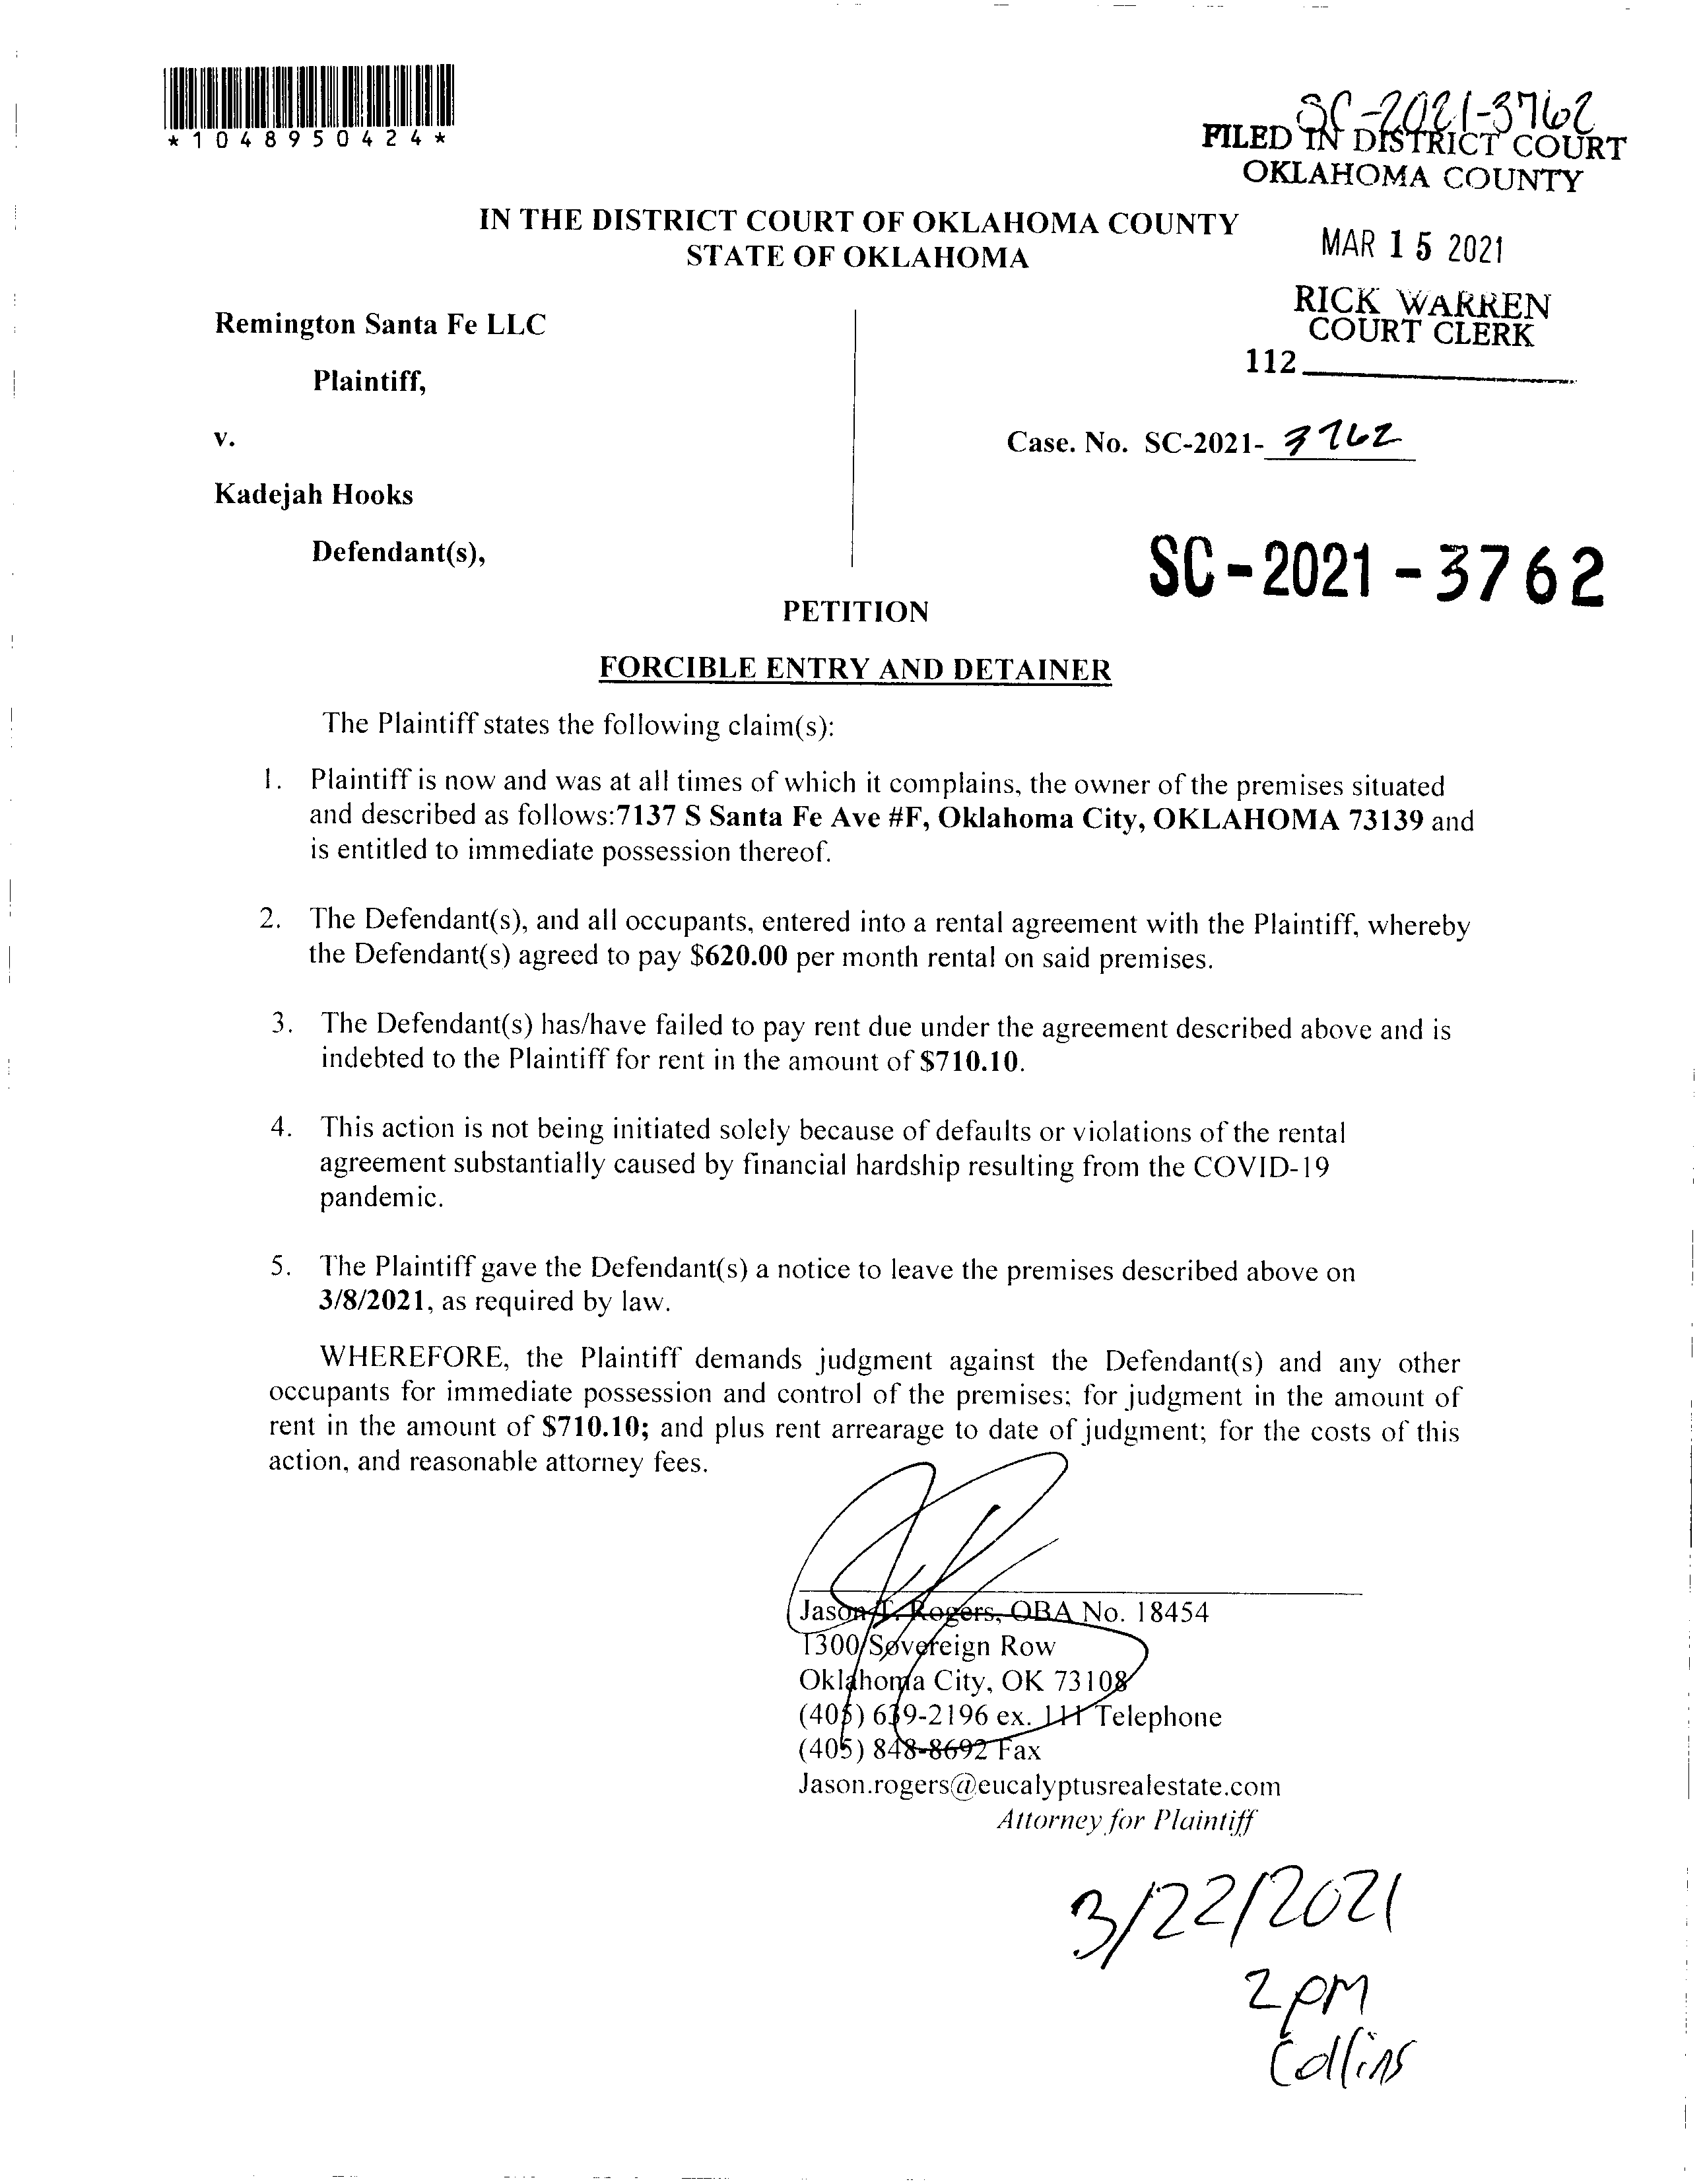 *1048950424*
SC-2021-3762
FILED IN DISTRICT COURT
OKLAHOMA COUNTY
MAR 15 2021
RICK WARREN
COURT CLERK
112
IN THE DISTRICT COURT OF OKLAHOMA COUNTY
STATE OF OKLAHOMA
Remington Santa Fe LLC
Plaintiff,
v.
Case. No. SC-2021- 3762
Kadejah Hooks
Defendant(s),
SC-2021-3762
PETITION
FORCIBLE ENTRY AND DETAINER
The Plaintiff states the following claim(s):
1. Plaintiff is now and was at all times of which it complains, the owner of the premises situated
and described as follows:7137 S Santa Fe Ave #F, Oklahoma City, OKLAHOMA 73139 and
is entitled to immediate possession thereof.
2. The Defendant(s), and all occupants, entered into a rental agreement with the Plaintiff, whereby
the Defendant(s) agreed to pay $620.00 per month rental on said premises.
3. The Defendant(s) has/have failed to pay rent due under the agreement described above and is
indebted to the Plaintiff for rent in the amount of $710.10.
4. This action is not being initiated solely because of defaults or violations of the rental
agreement substantially caused by financial hardship resulting from the COVID-19
pandemic.
5. The Plaintiff gave the Defendant(s) a notice to leave the premises described above on
3/8/2021, as required by law.
WHEREFORE, the Plaintiff demands judgment against the Defendant(s) and any other
occupants for immediate possession and control of the premises; for judgment in the amount of
rent in the amount of $710.10; and plus rent arrearage to date of judgment; for the costs of this
action, and reasonable attorney fees.
Jason T. Rogers, OBA No. 18454
1300 Sovereign Row
Oklahoma City, OK 73108
(405) 639-2196 ex. 111 Telephone
(405) 848-8692 Fax
Jason.rogers@eucalyptusrealestate.com
Attorney for Plaintiff
3/22/2021
2 pm
Collins